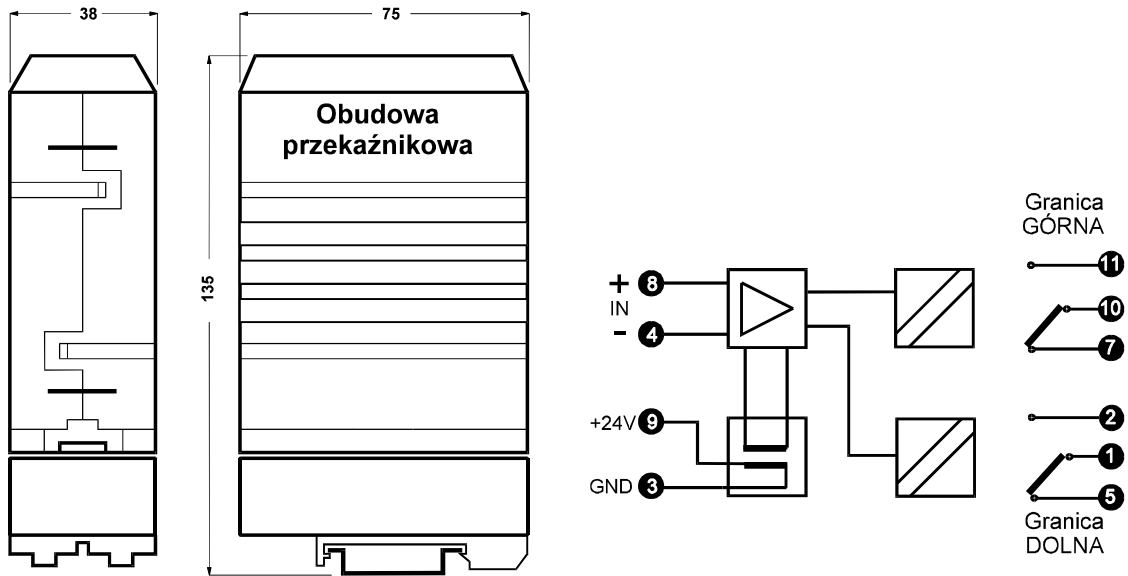 38
75
135
Obudowa
przekaźnikowa
Granica
GÓRNA
11
10
7
+ 8
IN
- 4
+24V 9
GND 3
2
1
5
Granica
DOLNA